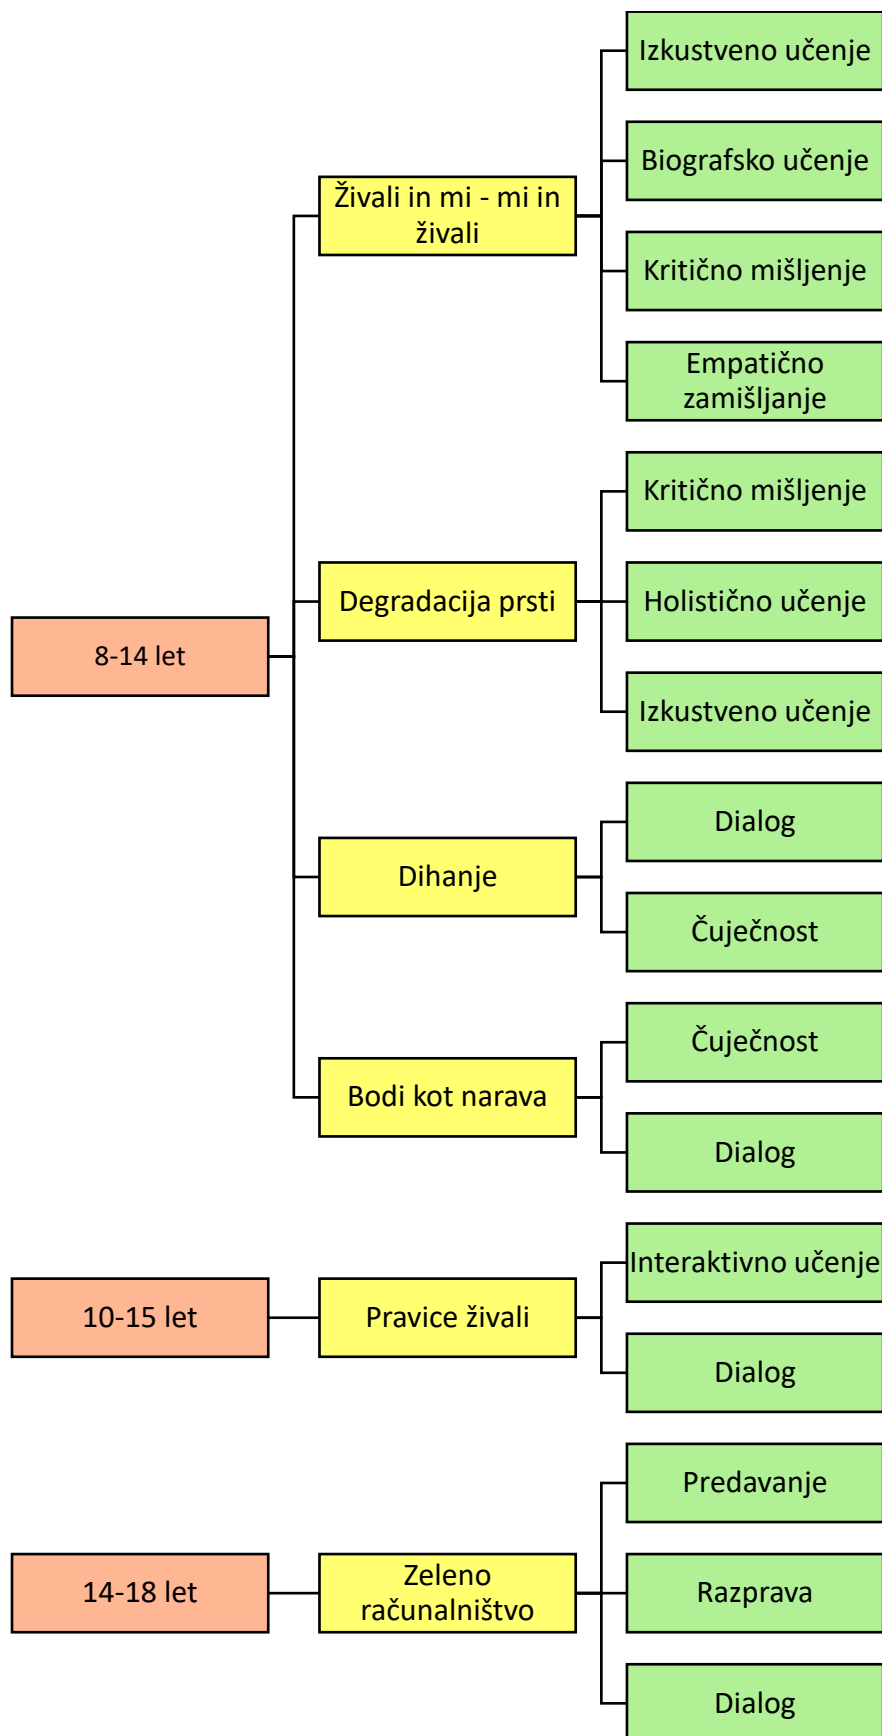 8-14 let
Živali in mi - mi in
živali
Izkustveno učenje
Biografsko učenje
Kritično mišljenje
Empatično
zamišljanje
Degradacija prsti
Kritično mišljenje
Holistično učenje
Izkustveno učenje
Dihanje
Dialog
Čuječnost
Bodi kot narava
Čuječnost
Dialog
10-15 let
Pravice živali
Interaktivno učenje
Dialog
14-18 let
Zeleno
računalništvo
Predavanje
Razprava
Dialog